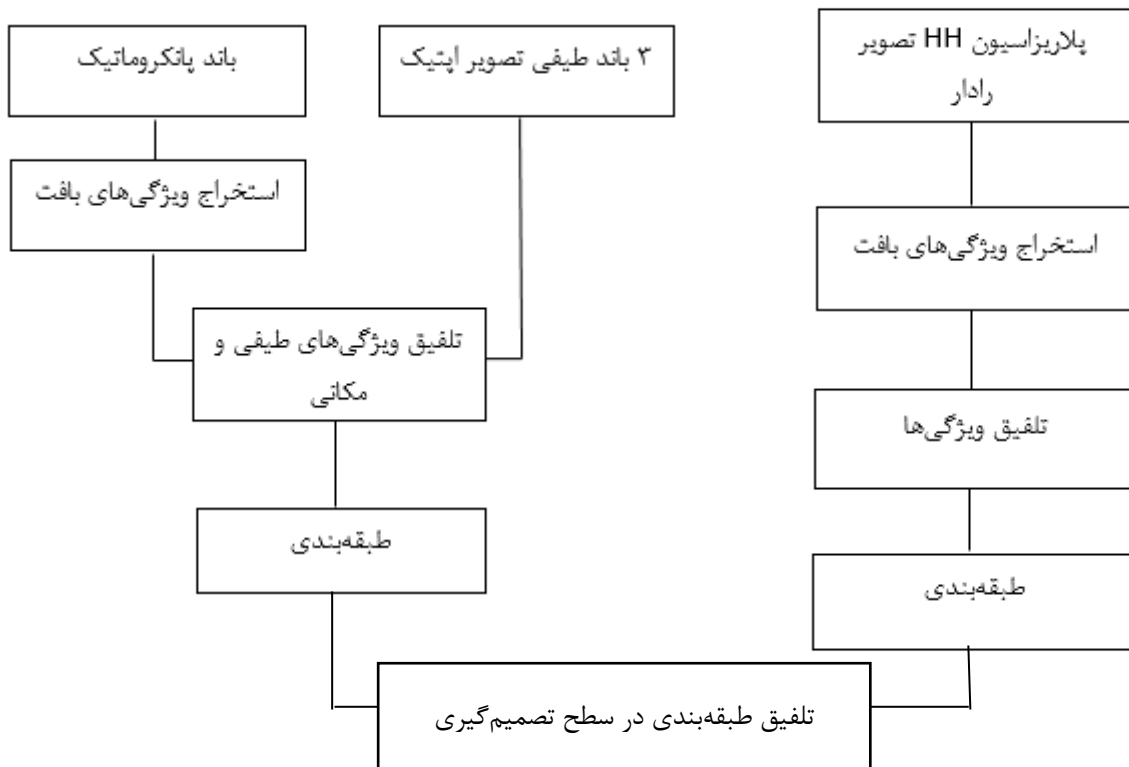 پلاریزاسیون HH تصویر
رادار
۳ باند طیفی تصویر اپتیک
باند پانکروماتیک
استخراج ویژگی‌های بافت
استخراج ویژگی‌های بافت
تلفیق ویژگی‌های طیفی و
مکانی
تلفیق ویژگی‌ها
طبقه‌بندی
طبقه‌بندی
تلفیق طبقه‌بندی در سطح تصمیم‌گیری